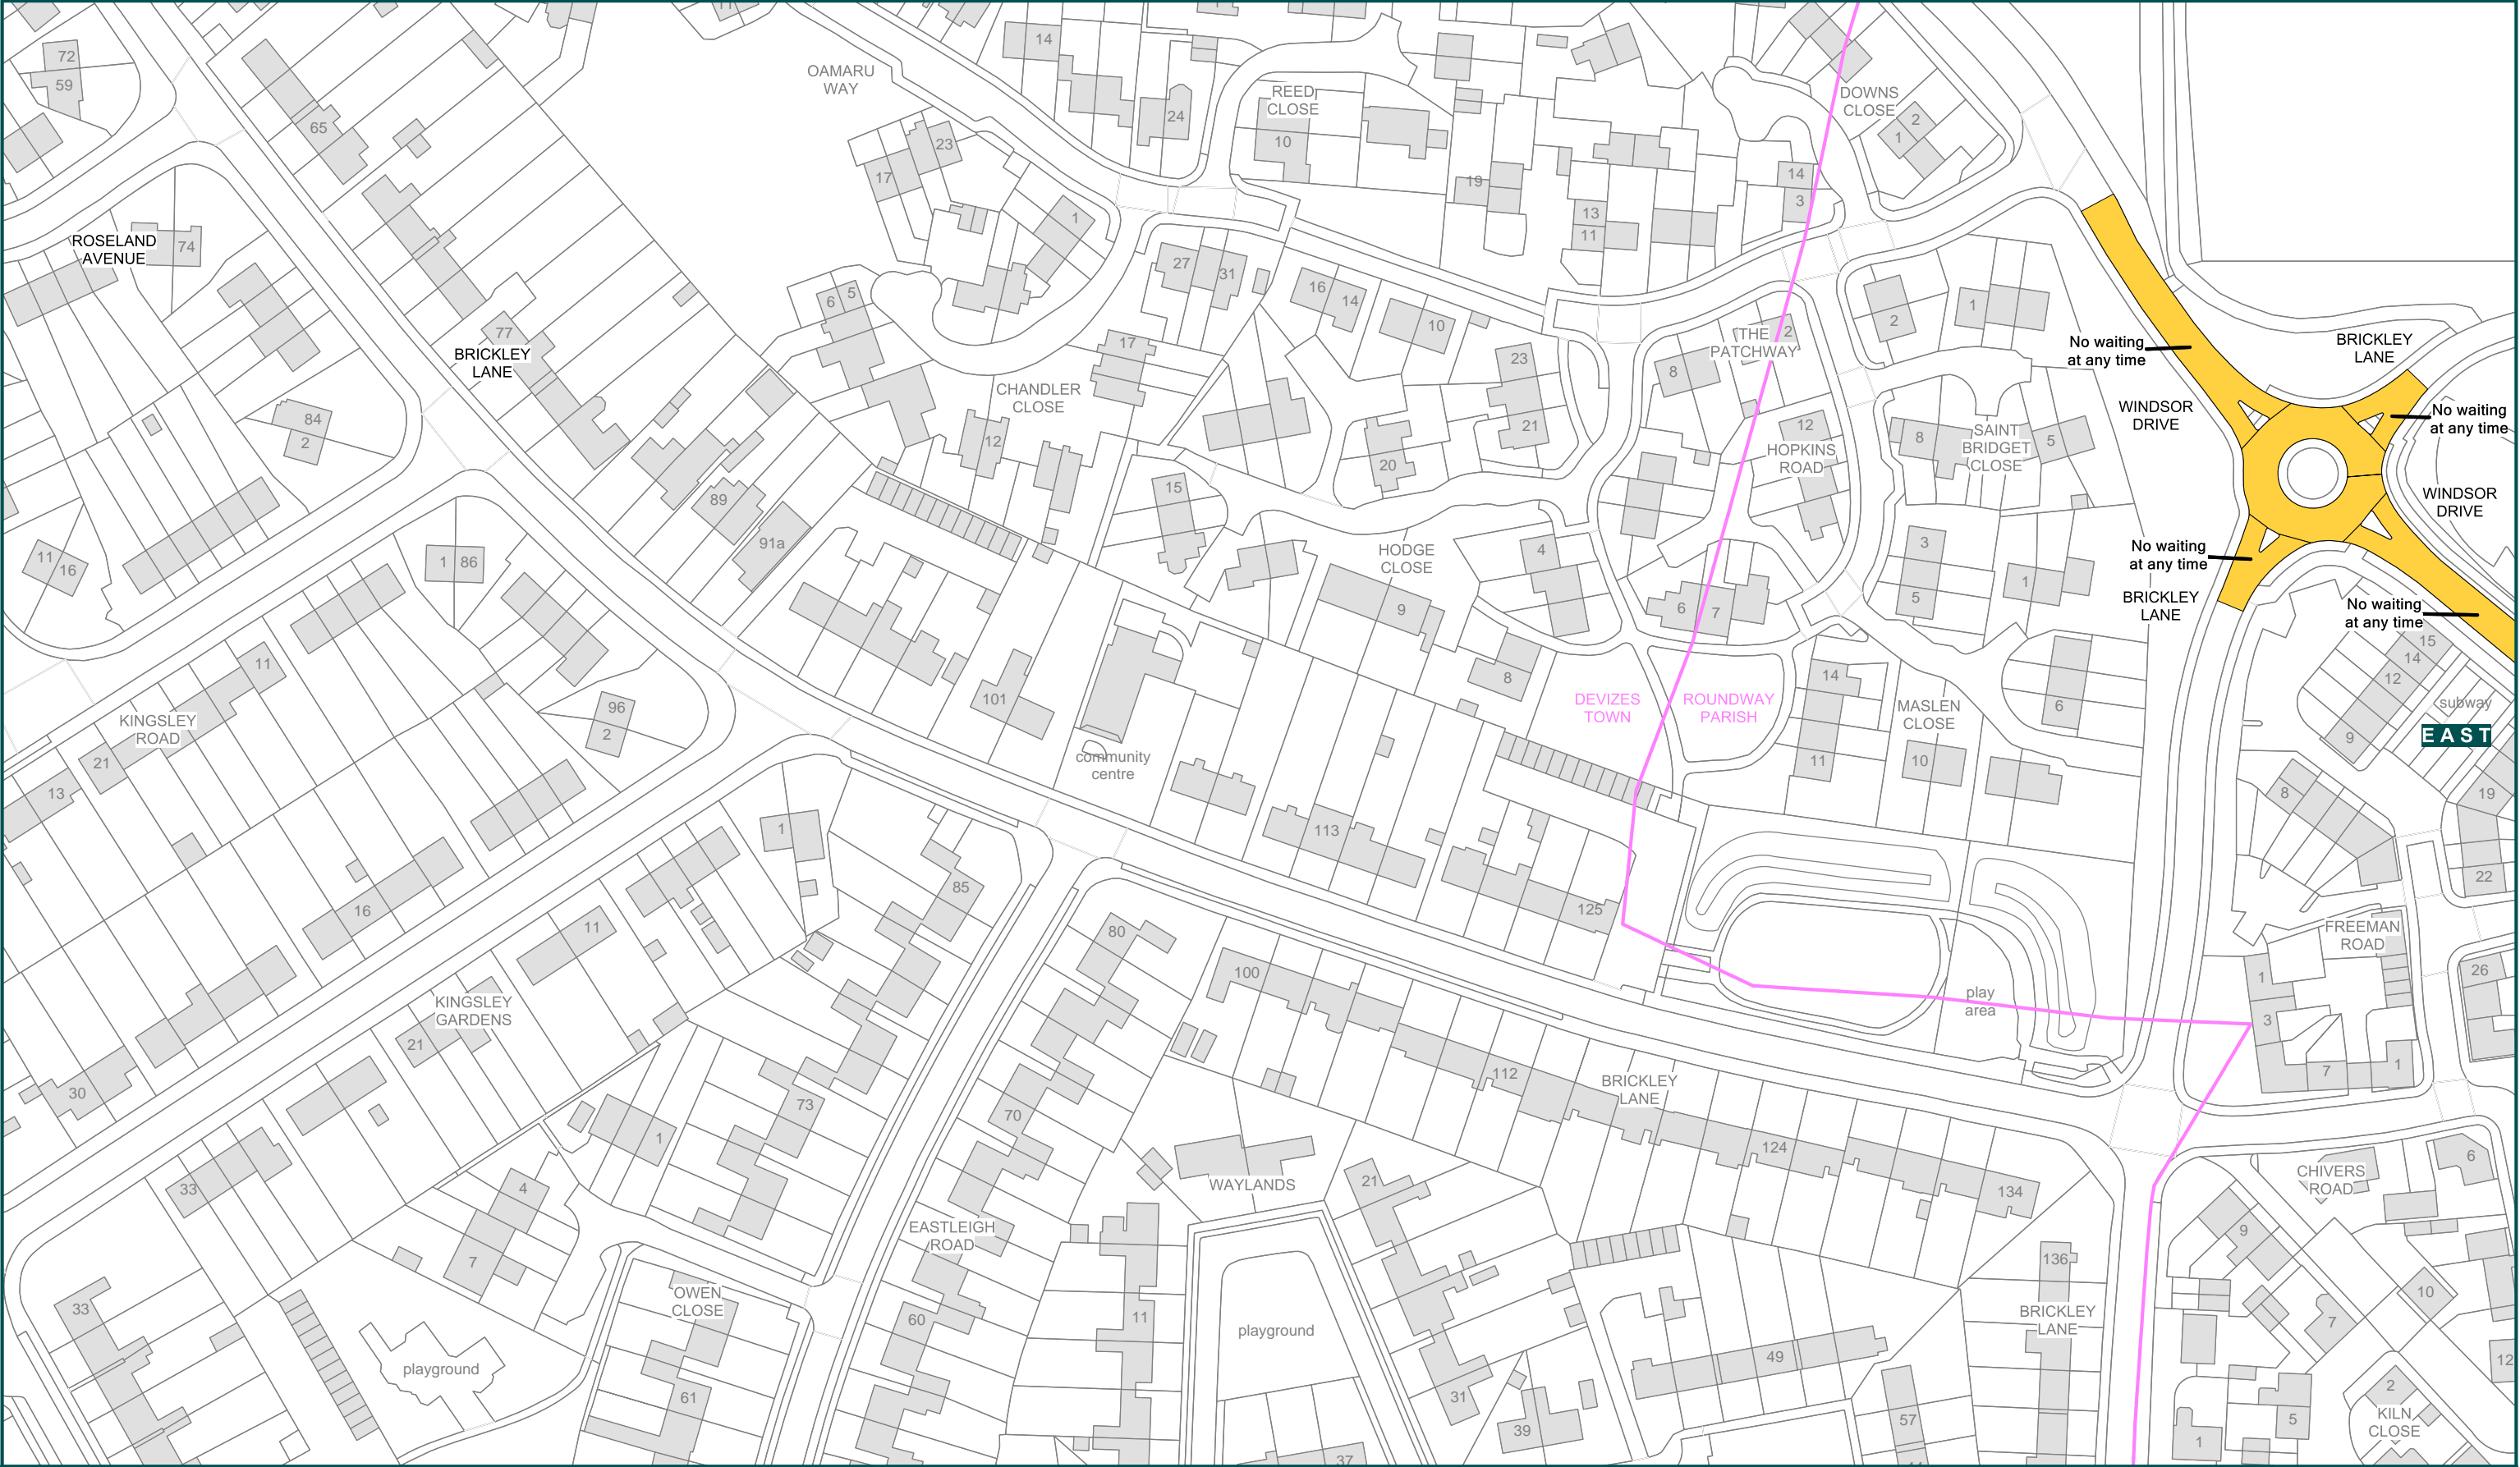 72
59
65
ROSELAND
AVENUE
74
77
BRICKLEY
LANE
84
2
11
16
1
86
89
91a
96
2
11
KINGSLEY
ROAD
21
13
16
30
OAMARU
WAY
14
24
23
17
1
REED
CLOSE
10
19
13
11
14
3
DOWNS
CLOSE
2
1
6
5
27
31
16
14
10
17
CHANDLER
CLOSE
12
15
20
23
21
8
THE
PATCHWAY
2
12
HOPKINS
ROAD
2
1
8
SAINT
BRIDGET
CLOSE
5
3
5
1
HODGE
CLOSE
9
4
8
6
7
DEVIZES
TOWN
ROUNDWAY
PARISH
14
11
MASLEN
CLOSE
10
6
No waiting
at any time
WINDSOR
DRIVE
BRICKLEY
LANE
No waiting
at any time
WINDSOR
DRIVE
No waiting
at any time
BRICKLEY
LANE
No waiting
at any time
15
14
12
9
subway
EAST
19
8
22
FREEMAN
ROAD
26
1
3
7
1
101
community
centre
113
125
play
area
1
85
11
KINGSLEY
GARDENS
21
33
1
73
4
7
33
playground
OWEN
CLOSE
61
80
100
70
112
BRICKLEY
LANE
124
134
WAYLANDS
21
EASTLEIGH
ROAD
60
11
playground
31
39
37
49
57
136
BRICKLEY
LANE
CHIVERS
ROAD
6
9
10
7
12
2
5
1
KILN
CLOSE